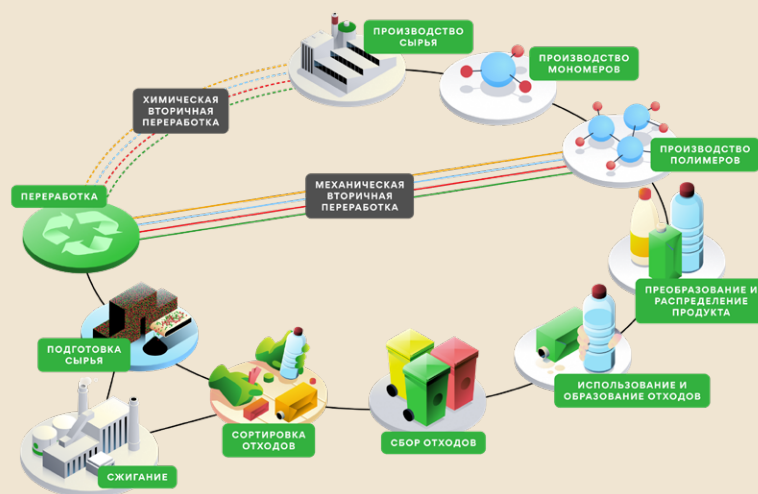 ПРОИЗВОДСТВО
СЫРЬЯ
ПРОИЗВОДСТВО
МОНОМЕРОВ
ХИМИЧЕСКАЯ
ВТОРИЧНАЯ
ПЕРЕРАБОТКА
ПРОИЗВОДСТВО
ПОЛИМЕРОВ
ПЕРЕРАБОТКА
МЕХАНИЧЕСКАЯ
ВТОРИЧНАЯ
ПЕРЕРАБОТКА
ПРЕОБРАЗОВАНИЕ И
РАСПРЕДЕЛЕНИЕ
ПРОДУКТА
ПОДГОТОВКА
СЫРЬЯ
ИСПОЛЬЗОВАНИЕ И
ОБРАЗОВАНИЕ ОТХОДОВ
СОРТИРОВКА
ОТХОДОВ
СБОР ОТХОДОВ
СЖИГАНИЕ